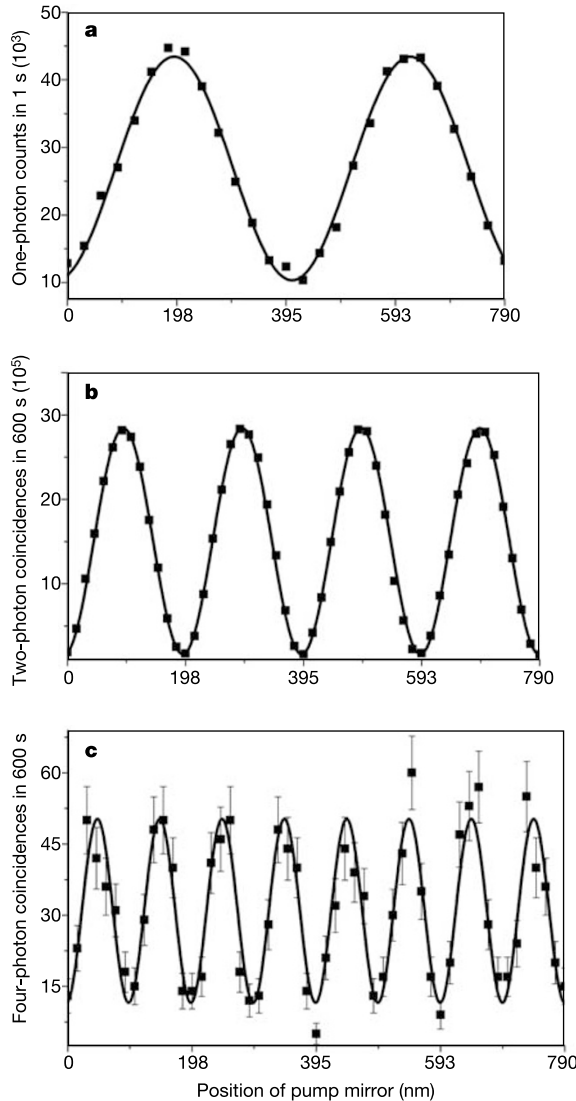 a
One-photon counts in 1 s (10³)
50
40
30
20
10
0 198 395 593 790
b
Two-photon coincidences in 600 s (10⁵)
30
20
10
0 198 395 593 790
c
Four-photon coincidences in 600 s
60
45
30
15
0 198 395 593 790
Position of pump mirror (nm)